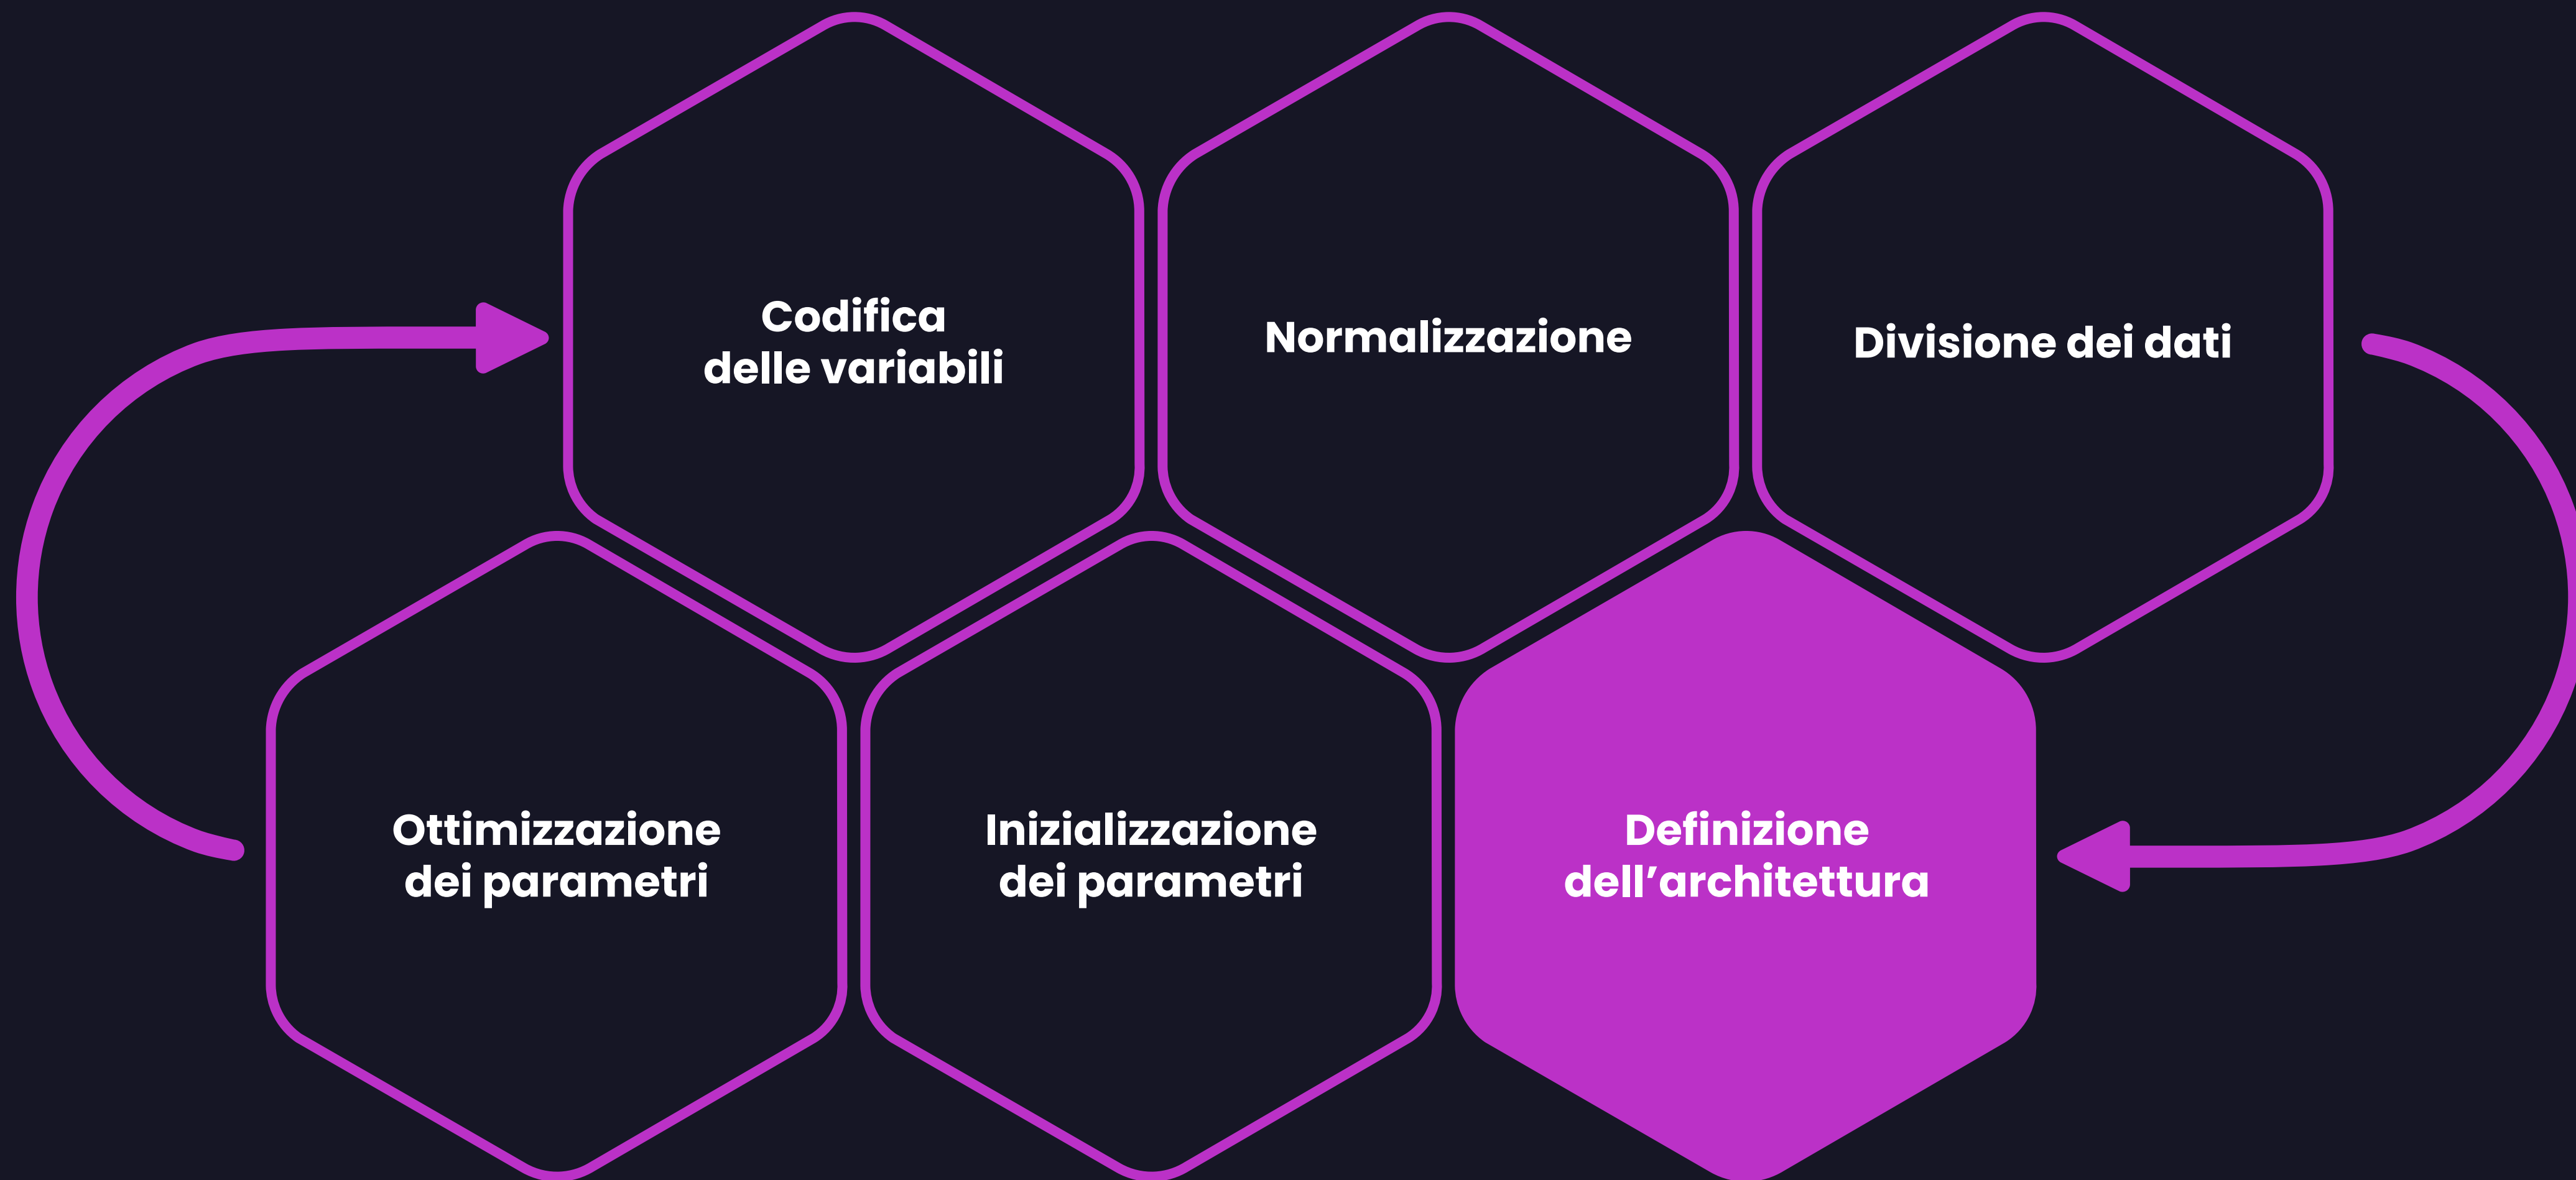 Codifica
delle variabili
Normalizzazione
Divisione dei dati
Ottimizzazione
dei parametri
Inizializzazione
dei parametri
Definizione
dell’architettura